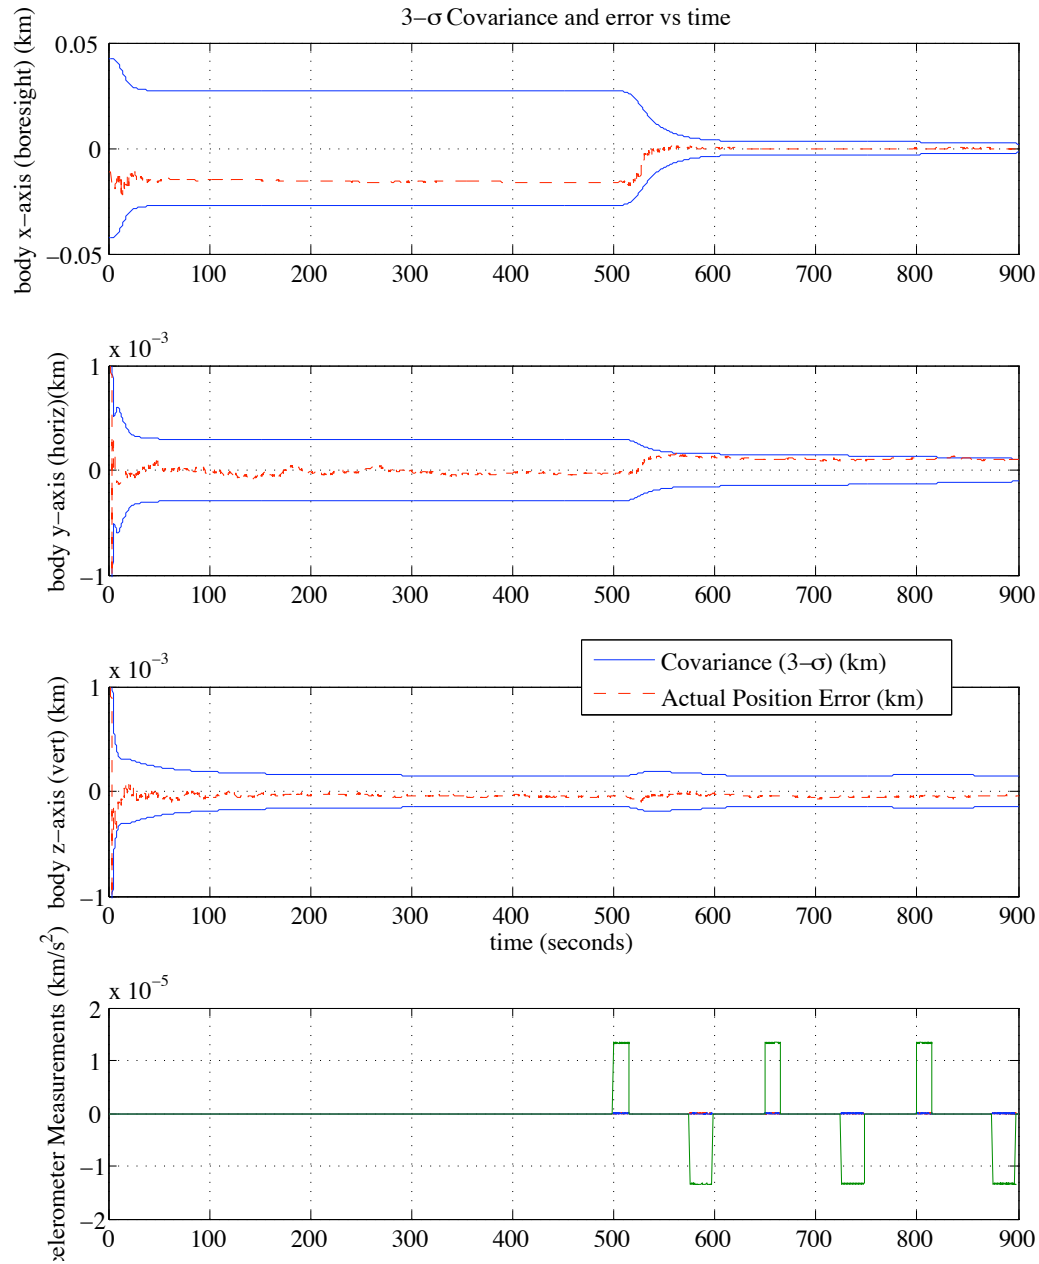 3–σ Covariance and error vs time
body x–axis (boresight) (km)
0.05
0
–0.05
0 100 200 300 400 500 600 700 800 900
x 10⁻³
body y–axis (horiz)(km)
1
0
–1
0 100 200 300 400 500 600 700 800 900
x 10⁻³
body z–axis (vert) (km)
1
0
–1
Covariance (3–σ) (km)
Actual Position Error (km)
0 100 200 300 400 500 600 700 800 900
time (seconds)
x 10⁻⁵
celerometer Measurements (km/s²)
2
1
0
–1
–2
0 100 200 300 400 500 600 700 800 900